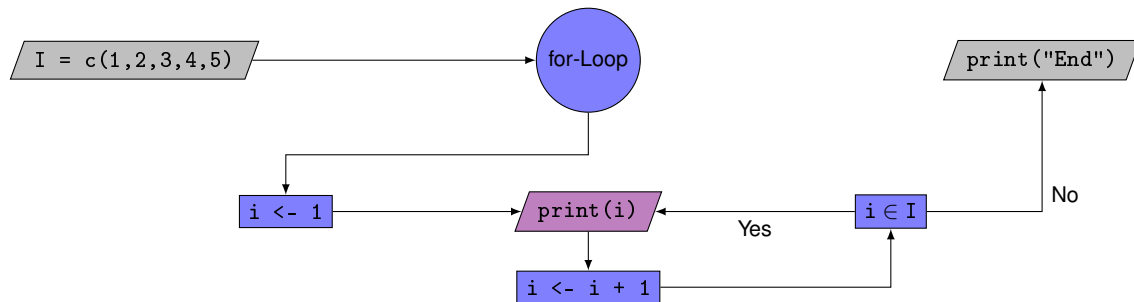 I = c(1,2,3,4,5)
for-Loop
print("End")
i <- 1
print(i)
Yes
i ∈ I
No
i <- i + 1